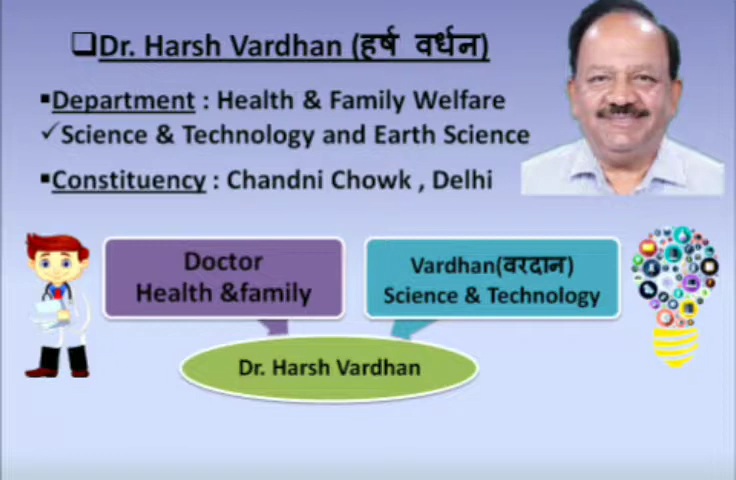 Dr. Harsh Vardhan (हर्ष वर्धन)
Department : Health & Family Welfare
Science & Technology and Earth Science
Constituency : Chandni Chowk , Delhi
Doctor
Health &family
Vardhan(वरदान)
Science & Technology
Dr. Harsh Vardhan